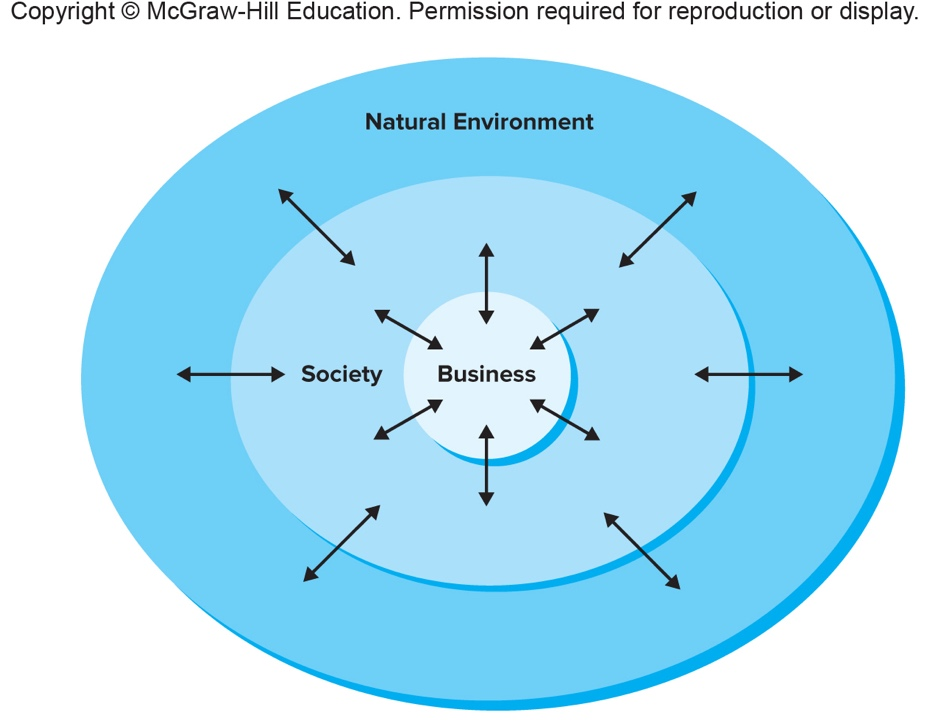 Copyright © McGraw-Hill Education. Permission required for reproduction or display.
Natural Environment
Society
Business